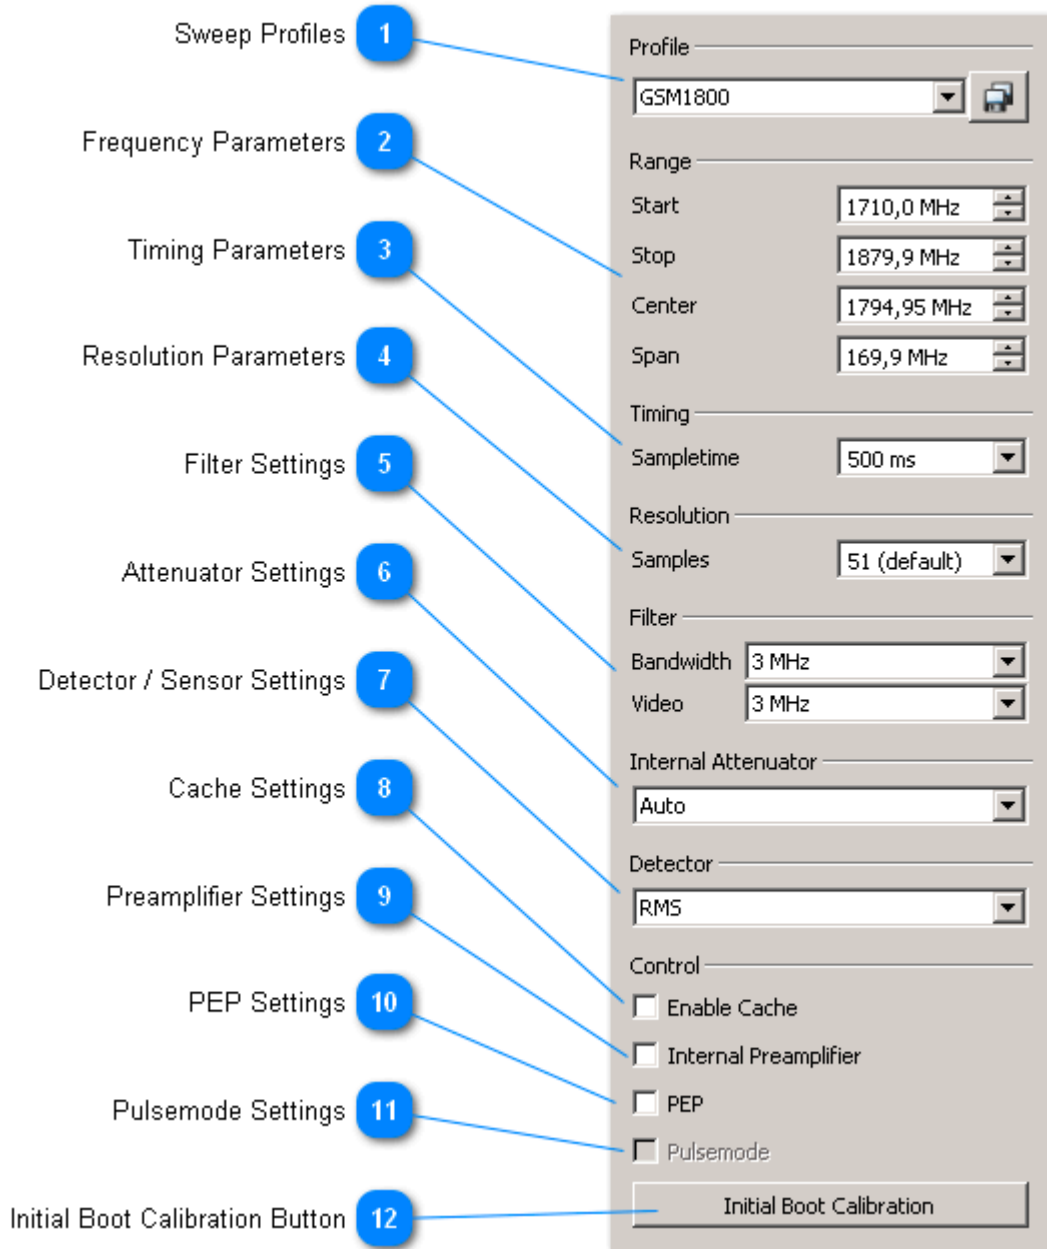 Sweep Profiles 1
Frequency Parameters 2
Timing Parameters 3
Resolution Parameters 4
Filter Settings 5
Attenuator Settings 6
Detector / Sensor Settings 7
Cache Settings 8
Preamplifier Settings 9
PEP Settings 10
Pulsemode Settings 11
Initial Boot Calibration Button 12
Profile
GSM1800
Range
Start 1710,0 MHz
Stop 1879,9 MHz
Center 1794,95 MHz
Span 169,9 MHz
Timing
Sampletime 500 ms
Resolution
Samples 51 (default)
Filter
Bandwidth 3 MHz
Video 3 MHz
Internal Attenuator
Auto
Detector
RMS
Control
Enable Cache
Internal Preamplifier
PEP
Pulsemode
Initial Boot Calibration